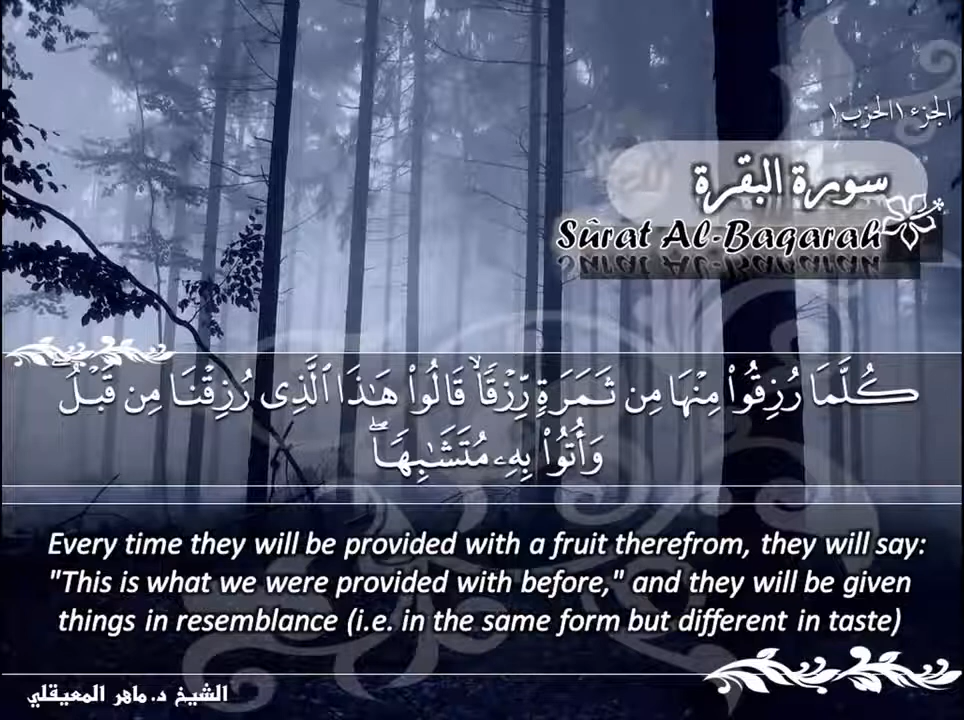 الجزء ١ الحزب ١
سورة البقرة
Sûrat Al-Baqarah
كُلَّمَا رُزِقُوا۟ مِنْهَا مِن ثَمَرَةٍۢ رِّزْقًۭا ۙ قَالُوا۟ هَٰذَا ٱلَّذِى رُزِقْنَا مِن قَبْلُ ۖ
وَأُتُوا۟ بِهِۦ مُتَشَٰبِهًۭا ۖ
Every time they will be provided with a fruit therefrom, they will say:
"This is what we were provided with before," and they will be given
things in resemblance (i.e. in the same form but different in taste)
الشيخ د. ماهر المعيقلي